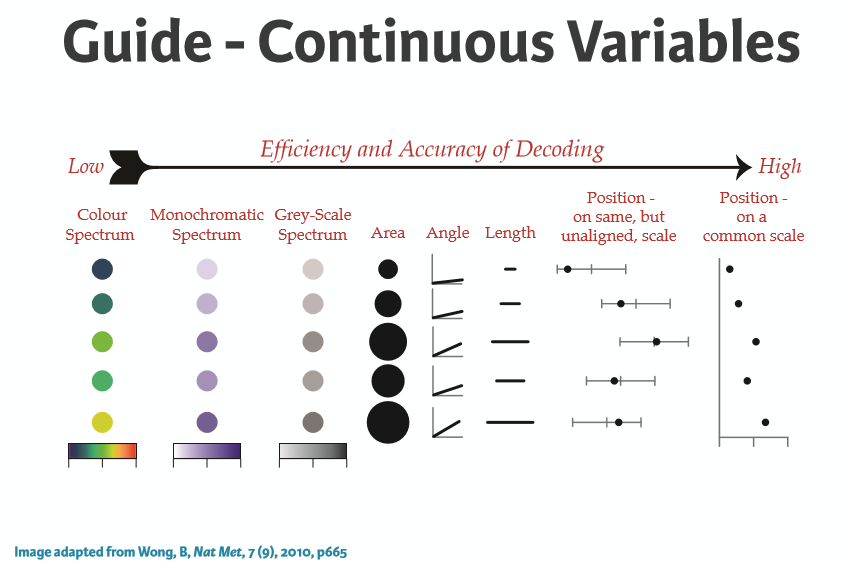 Guide - Continuous Variables
Efficiency and Accuracy of Decoding
Low
High
Colour
Spectrum
Monochromatic
Spectrum
Grey-Scale
Spectrum
Area
Angle
Length
Position -
on same, but
unaligned, scale
Position -
on a
common scale
Image adapted from Wong, B, Nat Met, 7 (9), 2010, p665